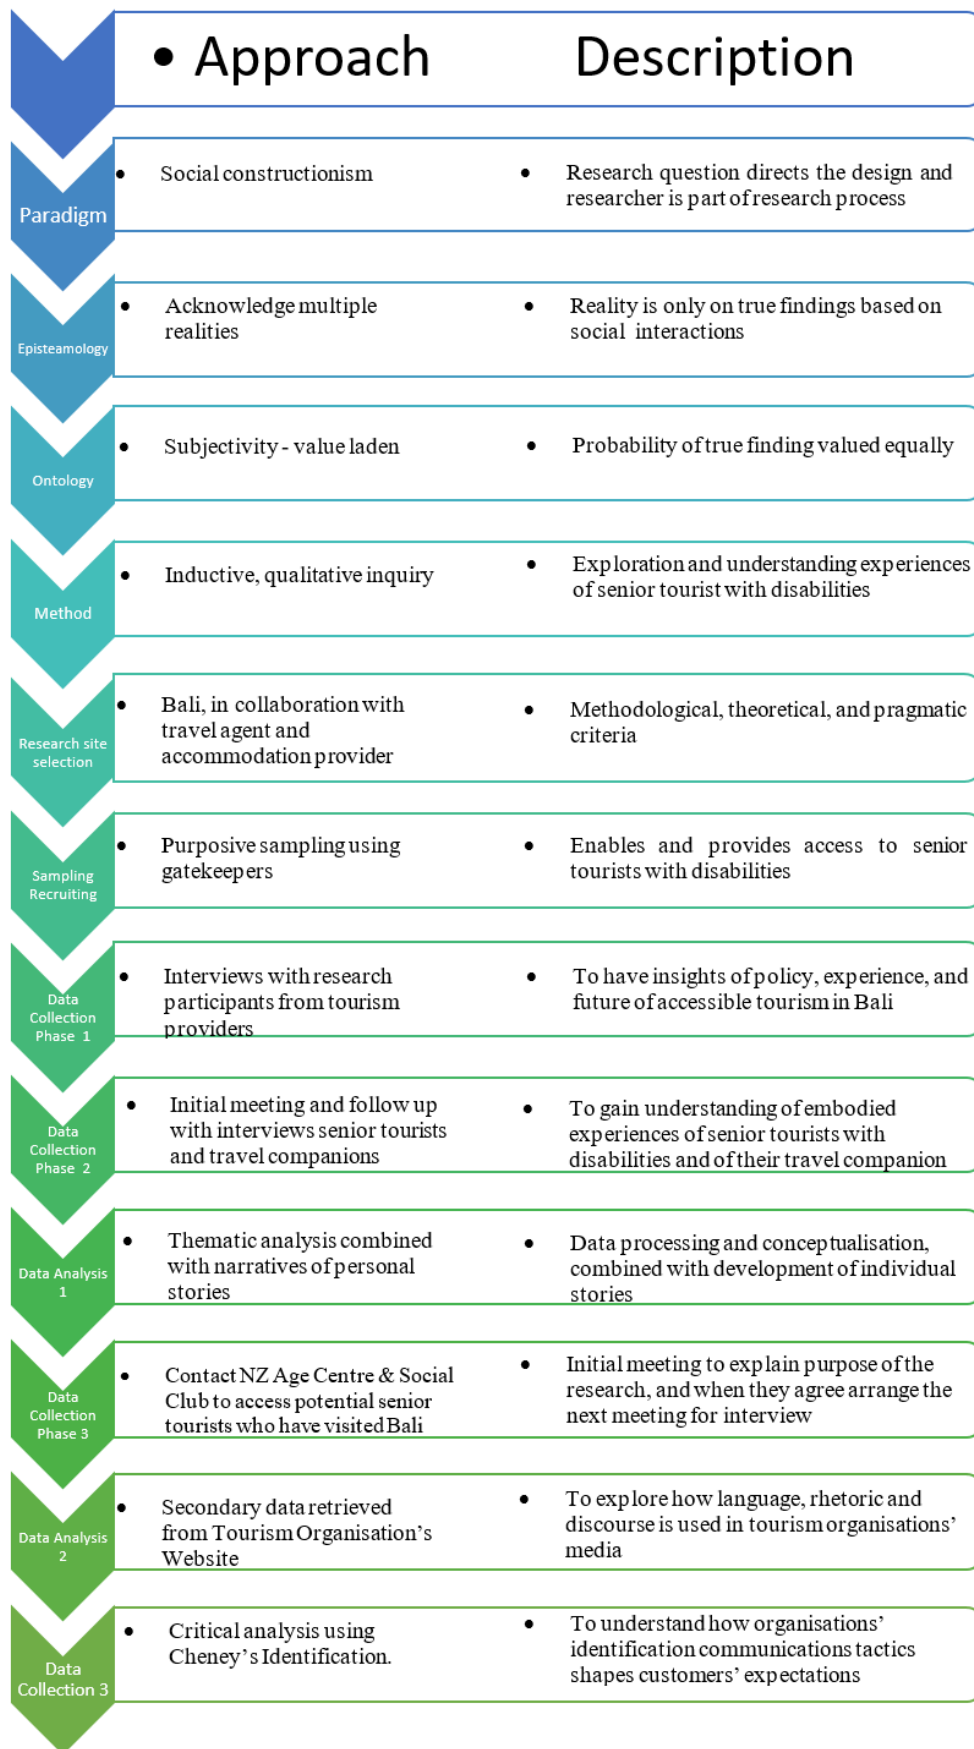 • Approach Description
Paradigm
• Social constructionism
• Research question directs the design and
researcher is part of research process
Episteamology
• Acknowledge multiple
realities
• Reality is only on true findings based on
social interactions
Ontology
• Subjectivity - value laden
• Probability of true finding valued equally
Method
• Inductive, qualitative inquiry
• Exploration and understanding experiences
of senior tourist with disabilities
Research site
selection
• Bali, in collaboration with
travel agent and
accommodation provider
• Methodological, theoretical, and pragmatic
criteria
Sampling
Recruiting
• Purposive sampling using
gatekeepers
• Enables and provides access to senior
tourists with disabilities
Data
Collection
Phase 1
• Interviews with research
participants from tourism
providers
• To have insights of policy, experience, and
future of accessible tourism in Bali
Data
Collection
Phase 2
• Initial meeting and follow up
with interviews senior tourists
and travel companions
• To gain understanding of embodied
experiences of senior tourists with
disabilities and of their travel companion
Data Analysis
1
• Thematic analysis combined
with narratives of personal
stories
• Data processing and conceptualisation,
combined with development of individual
stories
Data
Collection
Phase 3
• Contact NZ Age Centre & Social
Club to access potential senior
tourists who have visited Bali
• Initial meeting to explain purpose of the
research, and when they agree arrange the
next meeting for interview
Data Analysis
2
• Secondary data retrieved
from Tourism Organisation's
Website
• To explore how language, rhetoric and
discourse is used in tourism organisations'
media
Data
Collection 3
• Critical analysis using
Cheney's Identification.
• To understand how organisations'
identification communications tactics
shapes customers' expectations